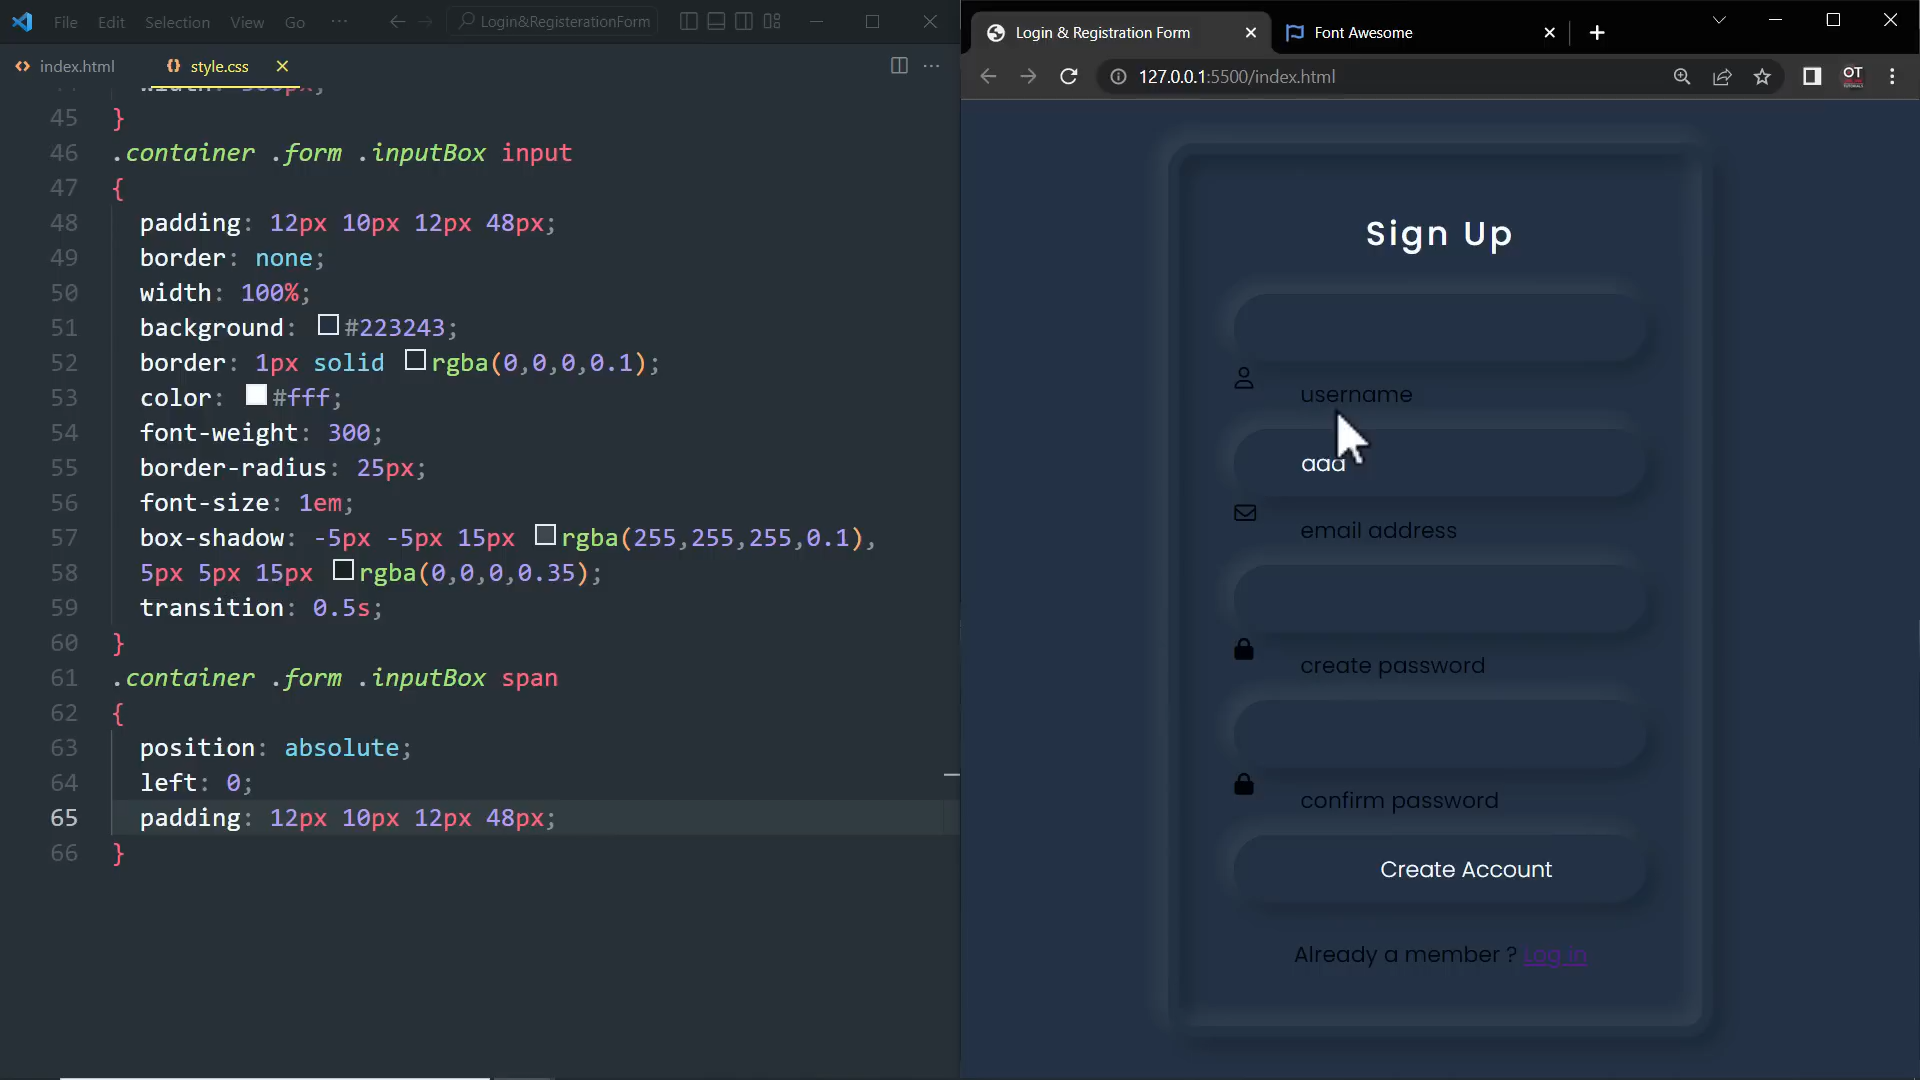 File Edit Selection View Go ··· Login&RegisterationForm
index.html style.css
45 }
46 .container .form .inputBox input
47 {
48 padding: 12px 10px 12px 48px;
49 border: none;
50 width: 100%;
51 background: #223243;
52 border: 1px solid rgba(0,0,0,0.1);
53 color: #fff;
54 font-weight: 300;
55 border-radius: 25px;
56 font-size: 1em;
57 box-shadow: -5px -5px 15px rgba(255,255,255,0.1),
58 5px 5px 15px rgba(0,0,0,0.35);
59 transition: 0.5s;
60 }
61 .container .form .inputBox span
62 {
63 position: absolute;
64 left: 0;
65 padding: 12px 10px 12px 48px;
66 }
Login & Registration Form Font Awesome
127.0.0.1:5500/index.html OT
Sign Up
username
aaa
email address
create password
confirm password
Create Account
Already a member ? Log in